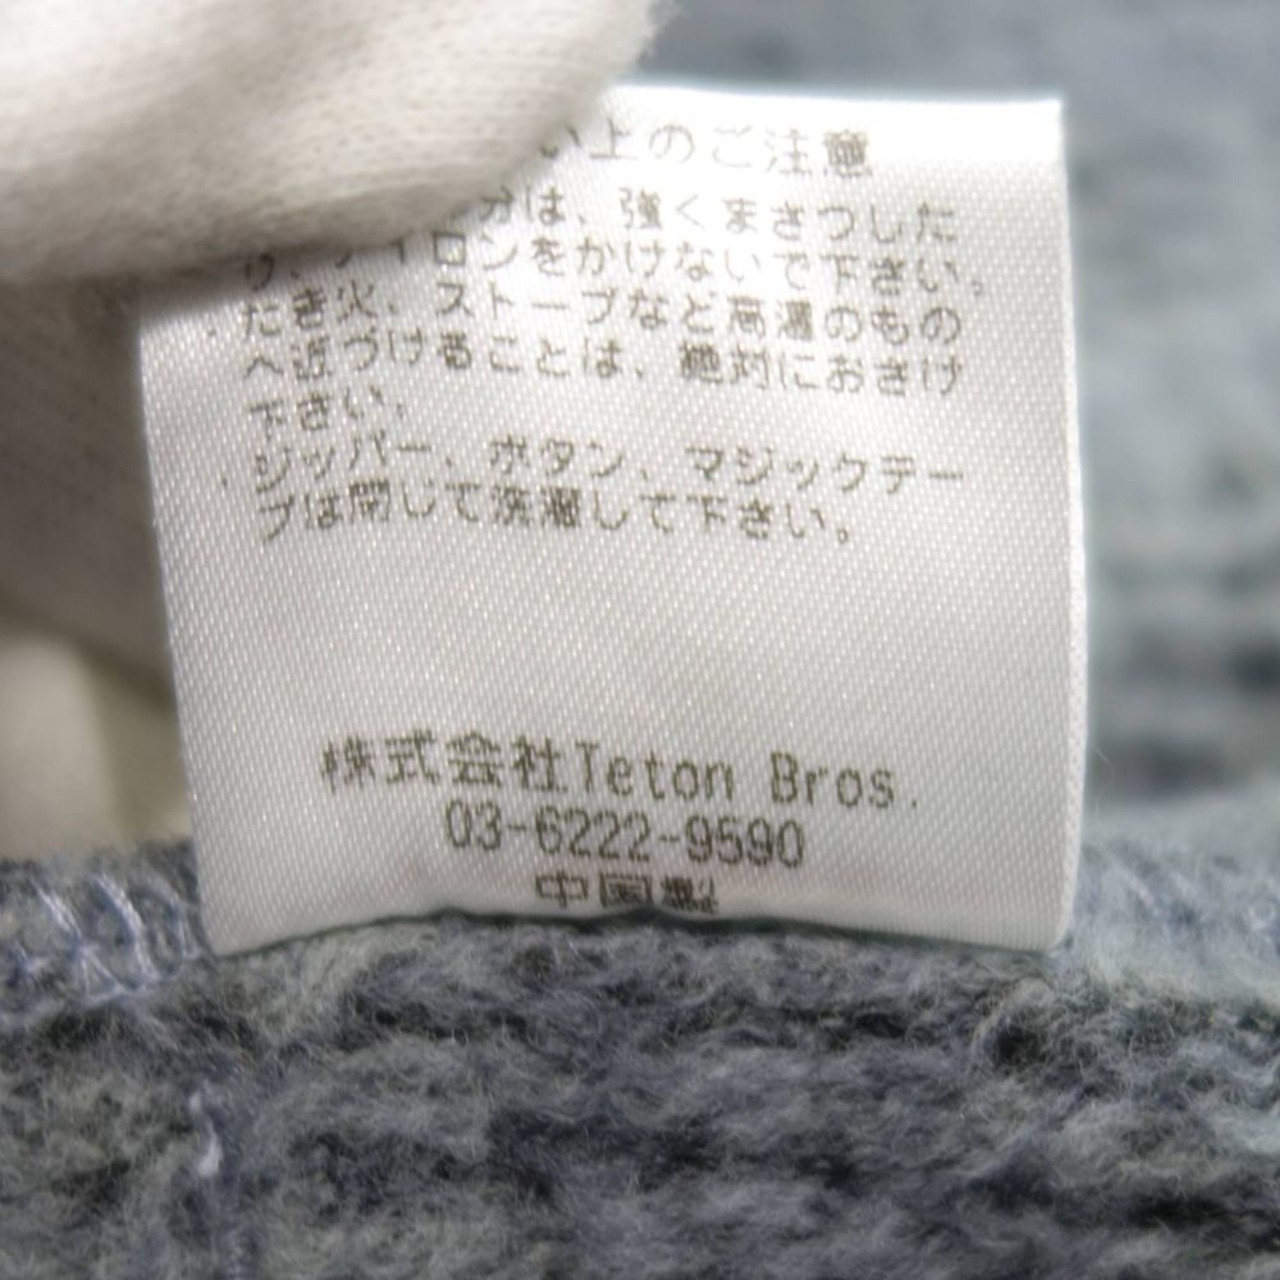 い上のご注意
分は、強くまさつした
り、アイロンをかけないで下さい。
・たき火、ストーブなど高温のもの
へ近づけることは、絶対におさけ
下さい。
・ジッパー、ボタン、マジックテー
プは閉じて洗濯して下さい。
株式会社Teton Bros.
03-6222-9590
中国製